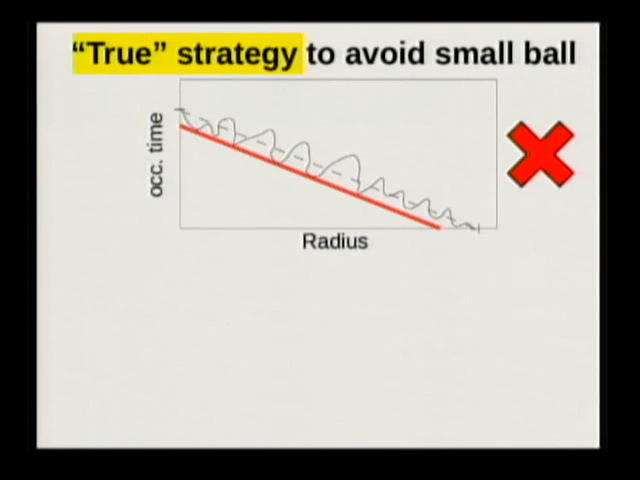 “True” strategy to avoid small ball
occ. time
Radius